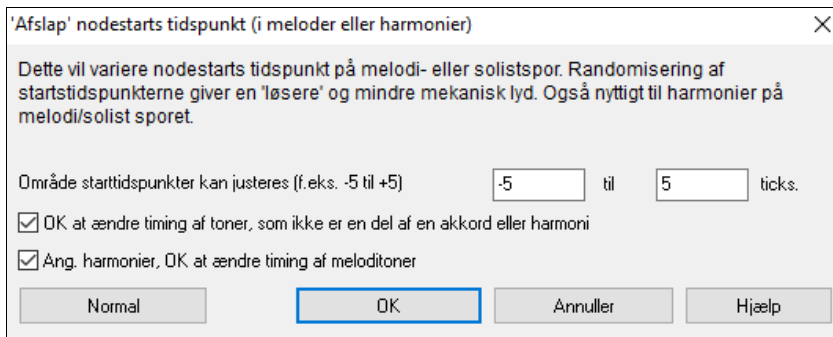 'Afslap' nodestarts tidspunkt (i meloder eller harmonier)
Dette vil variere nodestarts tidspunkt på melodi- eller solistspor. Randomisering af
startstidspunkterne giver en 'løsere' og mindre mekanisk lyd. Også nyttigt til harmonier på
melodi/solist sporet.
Område starttidspunkter kan justeres (f.eks. -5 til +5) -5 til 5 ticks.
OK at ændre timing af toner, som ikke er en del af en akkord eller harmoni
Ang. harmonier, OK at ændre timing af meloditoner
Normal OK Annuller Hjælp